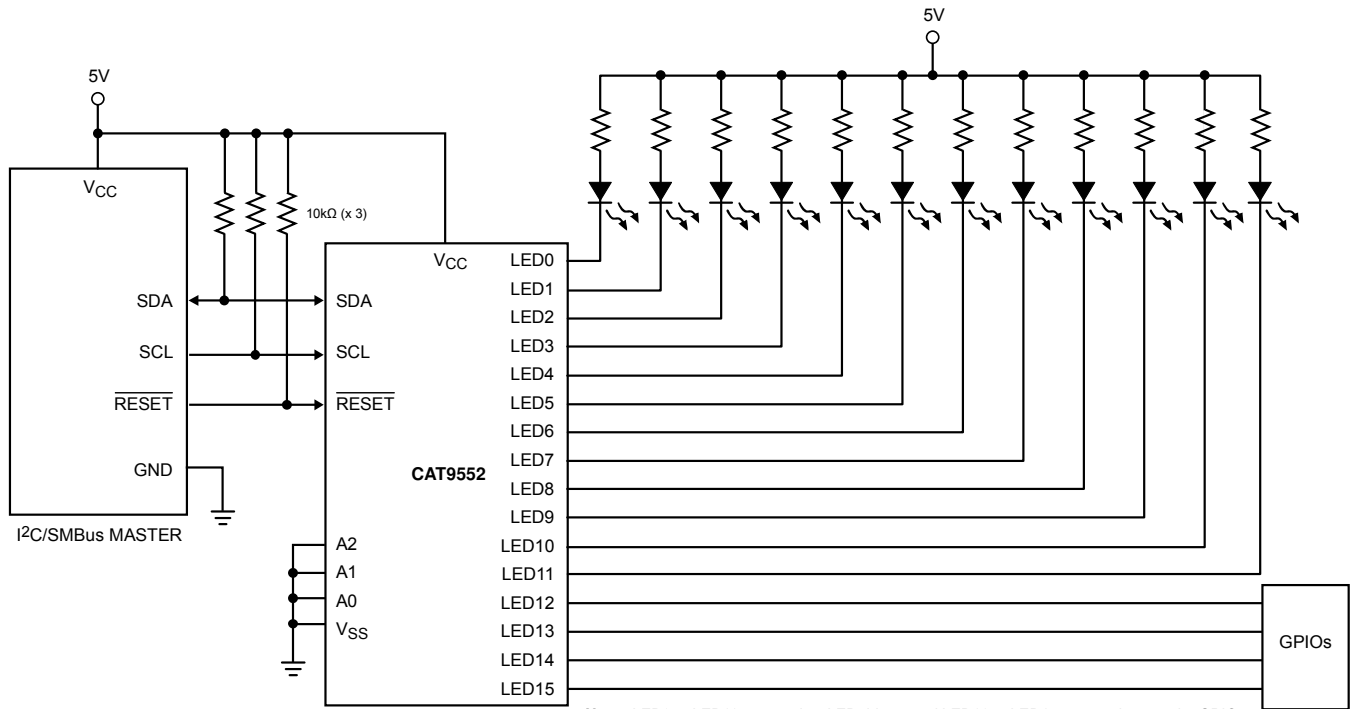 5V
5V
VCC
10kΩ (x 3)
SDA
SCL
RESET
GND
I2C/SMBus MASTER
VCC
SDA
SCL
RESET
CAT9552
A2
A1
A0
VSS
LED0
LED1
LED2
LED3
LED4
LED5
LED6
LED7
LED8
LED9
LED10
LED11
LED12
LED13
LED14
LED15
GPIOs